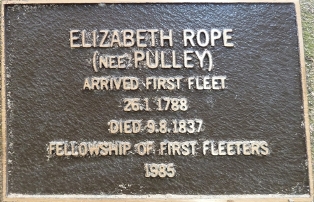 ELIZABETH ROPE
(NEE PULLEY)
ARRIVED FIRST FLEET
26.1 1788
DIED 9.8.1837
FELLOWSHIP OF FIRST FLEETERS
1985